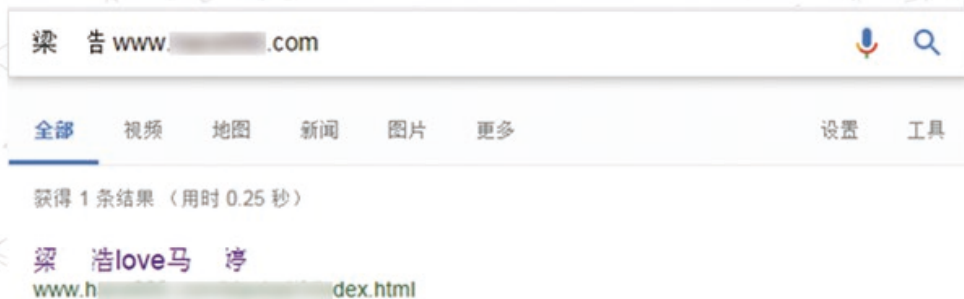 梁 告 www. .com
全部 视频 地图 新闻 图片 更多 设置 工具
获得 1 条结果 （用时 0.25 秒）
梁 浩love马 婷
www.h dex.html